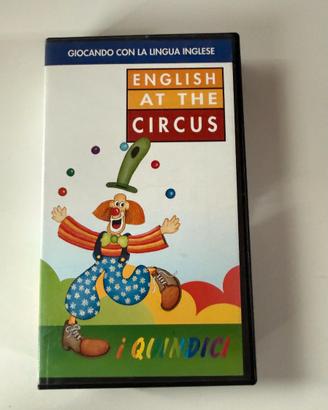 GIOCANDO CON LA LINGUA INGLESE
ENGLISH
AT THE
CIRCUS
i QUINDICI